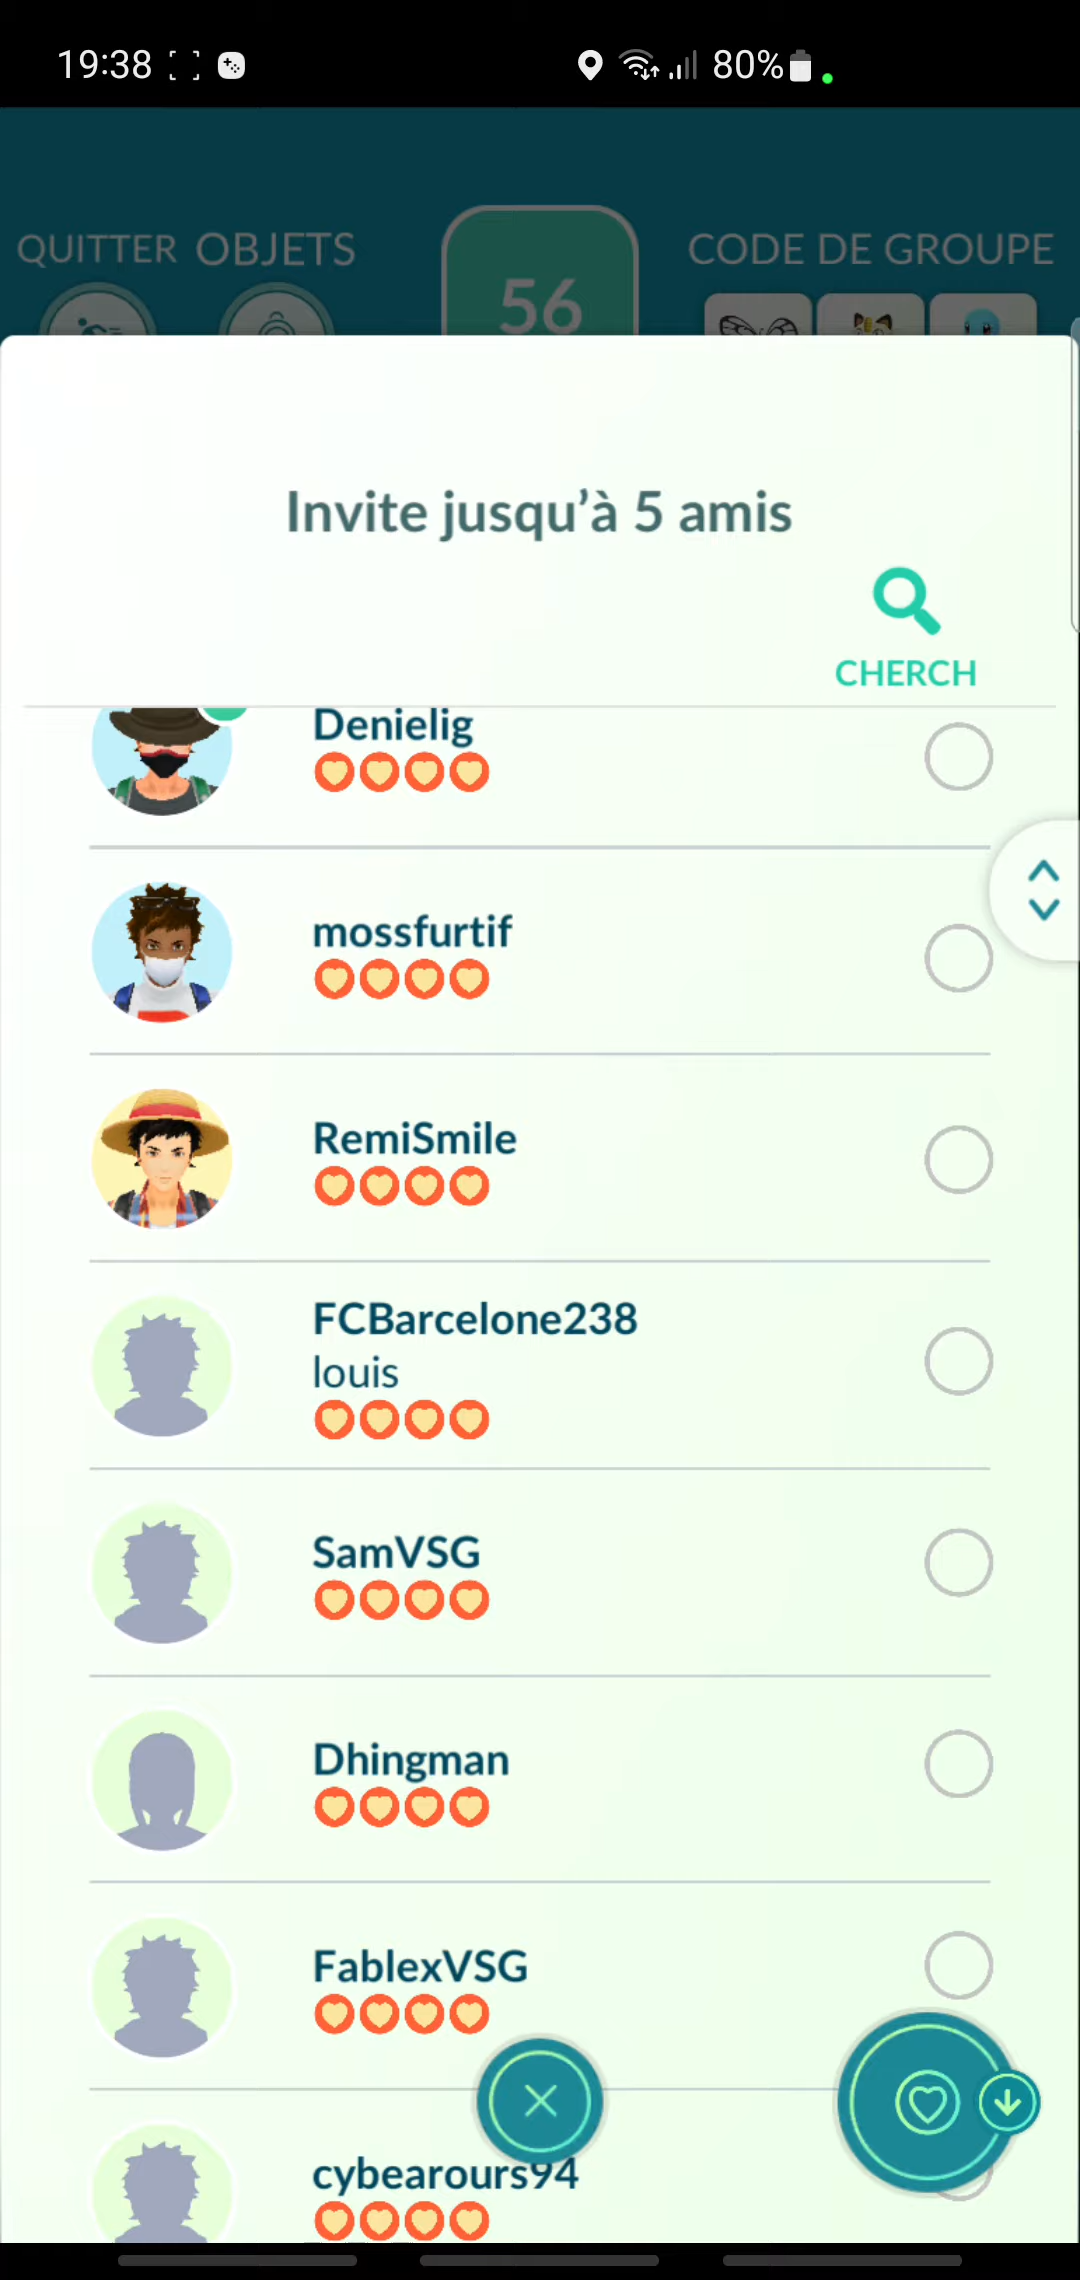 19:38
80%
QUITTER OBJETS
56
CODE DE GROUPE
Invite jusqu’à 5 amis
CHERCH
Denielig
mossfurtif
RemiSmile
FCBarcelone238
louis
SamVSG
Dhingman
FablexVSG
cybearours94